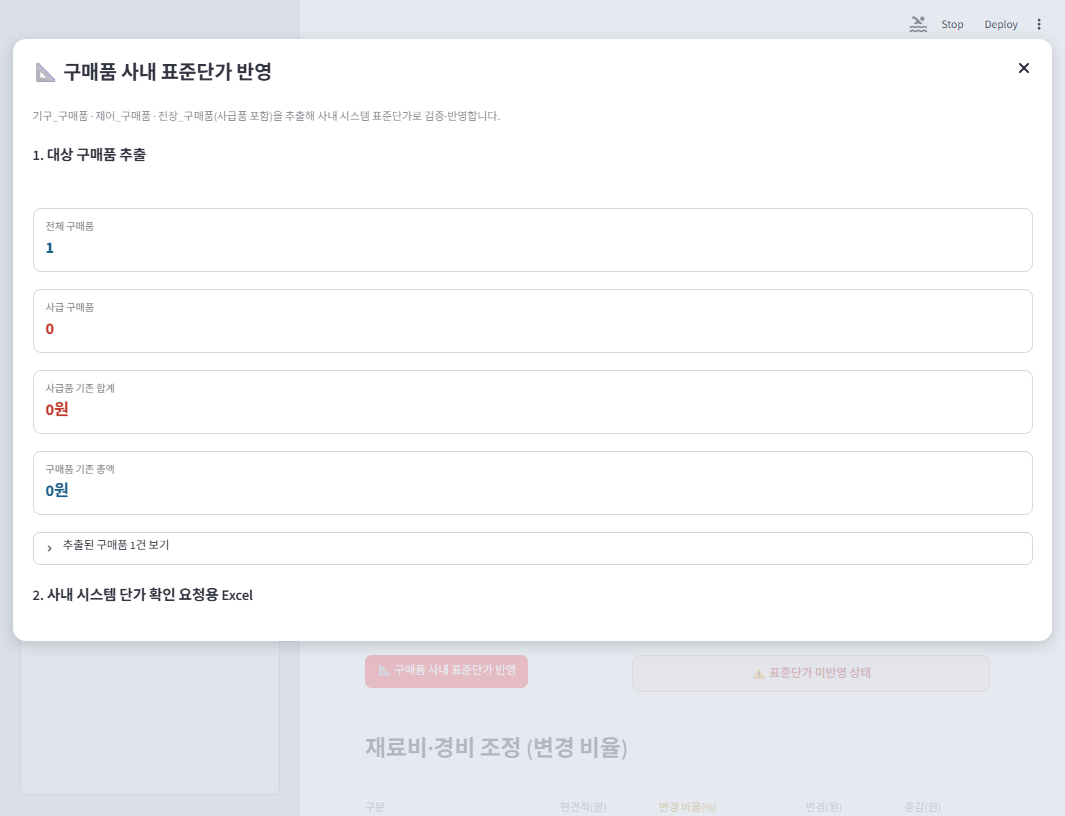 Stop
Deploy
구매품 사내 표준단가 반영
기구_구매품 · 제어_구매품 · 전장_구매품(사급품 포함)을 추출해 사내 시스템 표준단가로 검증·반영합니다.
1. 대상 구매품 추출
전체 구매품
1
사급 구매품
0
사급품 기존 합계
0원
구매품 기존 총액
0원
추출된 구매품 1건 보기
2. 사내 시스템 단가 확인 요청용 Excel
구매품 사내 표준단가 반영
표준단가 미반영 상태
재료비·경비 조정 (변경 비율)
구분
현견적(원)
변경 비율(%)
변경(원)
증감(원)